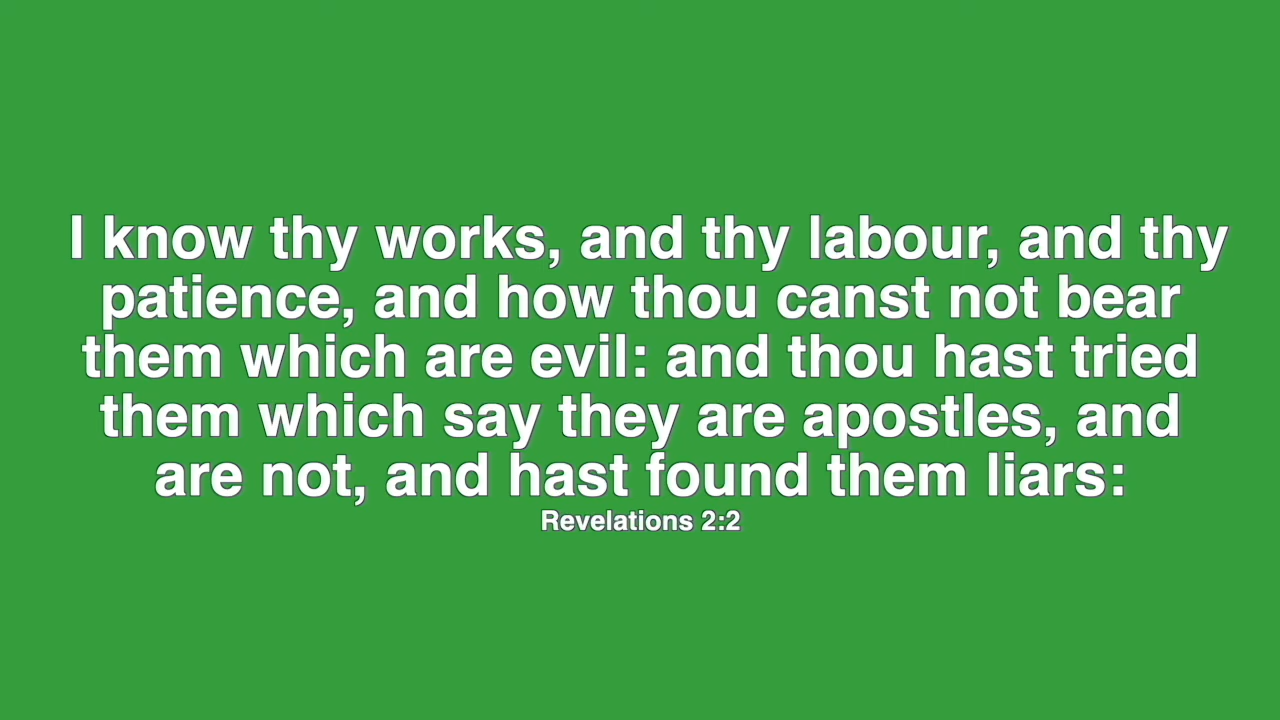 I know thy works, and thy labour, and thy
patience, and how thou canst not bear
them which are evil: and thou hast tried
them which say they are apostles, and
are not, and hast found them liars:
Revelations 2:2